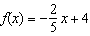 f(x) = -2/5 x + 4